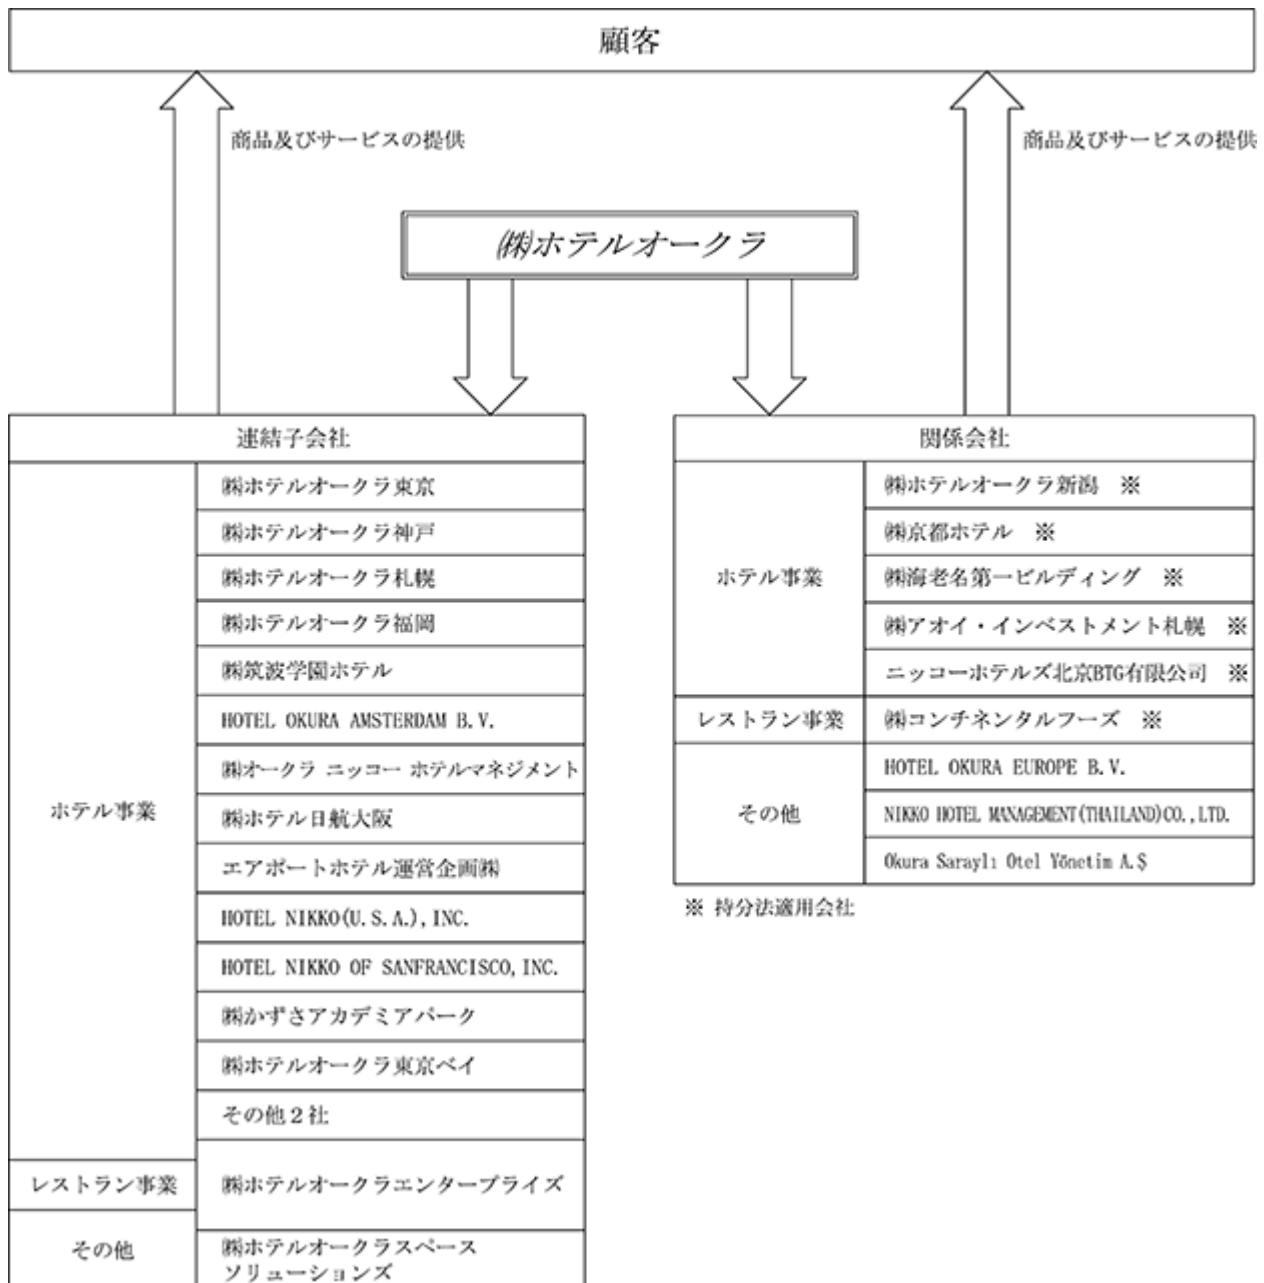 顧客
商品及びサービスの提供
商品及びサービスの提供
㈱ホテルオークラ
連結子会社
ホテル事業
㈱ホテルオークラ東京
㈱ホテルオークラ神戸
㈱ホテルオークラ札幌
㈱ホテルオークラ福岡
㈱筑波学園ホテル
HOTEL OKURA AMSTERDAM B.V.
㈱オークラ ニッコー ホテルマネジメント
㈱ホテル日航大阪
エアポートホテル運営企画㈱
HOTEL NIKKO(U.S.A.),INC.
HOTEL NIKKO OF SANFRANCISCO,INC.
㈱かずさアカデミアパーク
㈱ホテルオークラ東京ベイ
その他２社
レストラン事業
㈱ホテルオークラエンタープライズ
その他
㈱ホテルオークラスペース
ソリューションズ
関係会社
ホテル事業
㈱ホテルオークラ新潟 ※
㈱京都ホテル ※
㈱海老名第一ビルディング ※
㈱アオイ・インベストメント札幌 ※
ニッコーホテルズ北京BTG有限公司 ※
レストラン事業
㈱コンチネンタルフーズ ※
その他
HOTEL OKURA EUROPE B.V.
NIKKO HOTEL MANAGEMENT(THAILAND)CO.,LTD.
Okura Saraylı Otel Yönetim A.Ş
※ 持分法適用会社